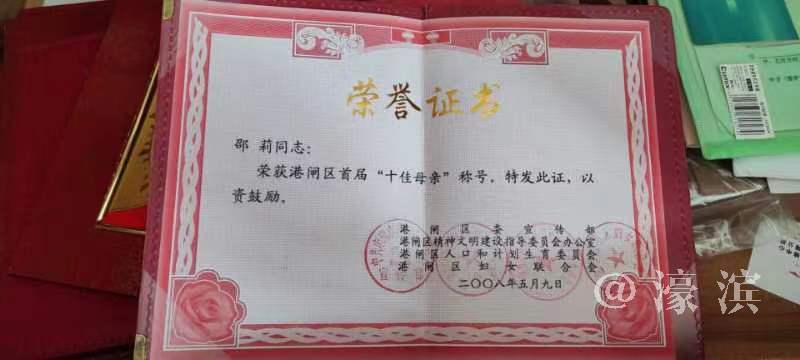 荣誉证书
邵 莉同志:
荣获港闸区首届“十佳母亲”称号。特发此证,以
资鼓励。
港闸区委宣传部
港闸区精神文明建设指导委员会办公室
港闸区人口和计划生育委员会
港闸区妇女联合会
二〇〇八年五月九日
@濠滨